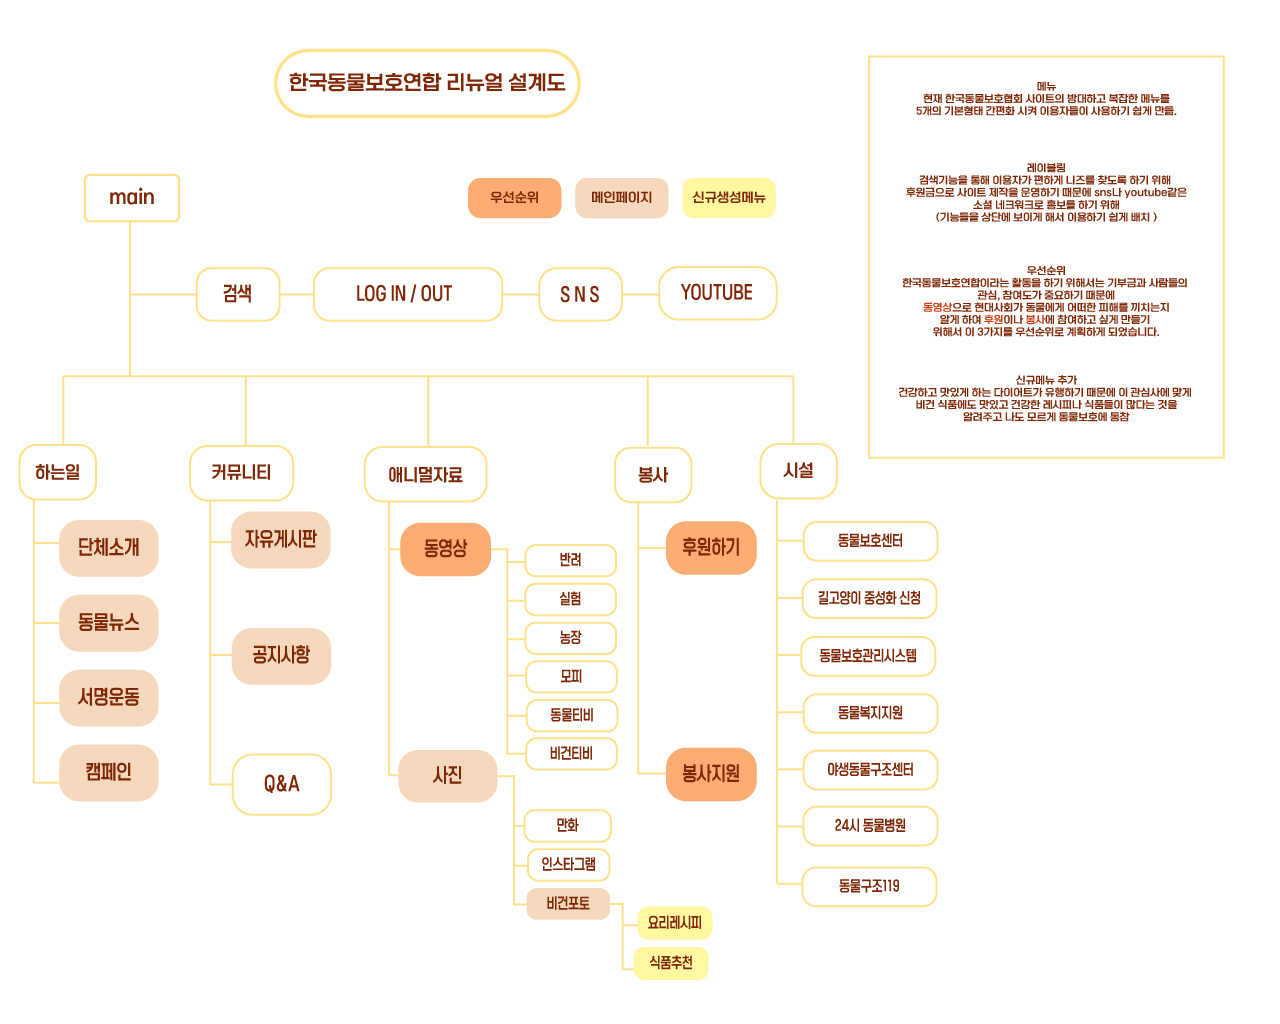 한국동물보호연합 리뉴얼 설계도
메뉴
현재 한국동물보호협회 사이트의 방대하고 복잡한 메뉴를
5개의 기본형태 간편화 시켜 이용자들이 사용하기 쉽게 만듦.
레이블링
검색기능을 통해 이용자가 편하게 니즈를 찾도록 하기 위해
후원금으로 사이트 제작을 운영하기 때문에 sns나 youtube같은
소셜 네크워크로 홍보를 하기 위해
(기능들을 상단에 보이게 해서 이용하기 쉽게 배치 )
우선순위
한국동물보호연합이라는 활동을 하기 위해서는 기부금과 사람들의
관심, 참여도가 중요하기 때문에
동영상으로 현대사회가 동물에게 어떠한 피해를 끼치는지
알게 하여 후원이나 봉사에 참여하고 싶게 만들기
위해서 이 3가지를 우선순위로 계획하게 되었습니다.
신규메뉴 추가
건강하고 맛있게 하는 다이어트가 유행하기 때문에 이 관심사에 맞게
비건 식품에도 맛있고 건강한 레시피나 식품들이 많다는 것을
알려주고 나도 모르게 동물보호에 동참
main
우선순위
메인페이지
신규생성메뉴
검색
LOG IN / OUT
SNS
YOUTUBE
하는일
단체소개
동물뉴스
서명운동
캠페인
커뮤니티
자유게시판
공지사항
Q&A
애니멀자료
동영상
반려
실험
농장
모피
동물티비
비건티비
사진
만화
인스타그램
비건포토
요리레시피
식품추천
봉사
후원하기
봉사지원
시설
동물보호센터
길고양이 중성화 신청
동물보호관리시스템
동물복지지원
야생동물구조센터
24시 동물병원
동물구조119